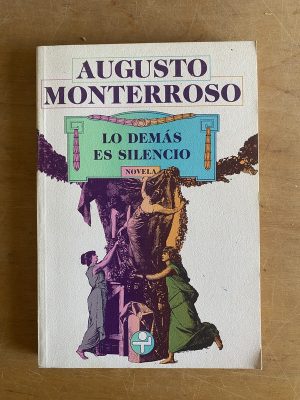 AUGUSTO
MONTERROSO
LO DEMÁS
ES SILENCIO
NOVELA